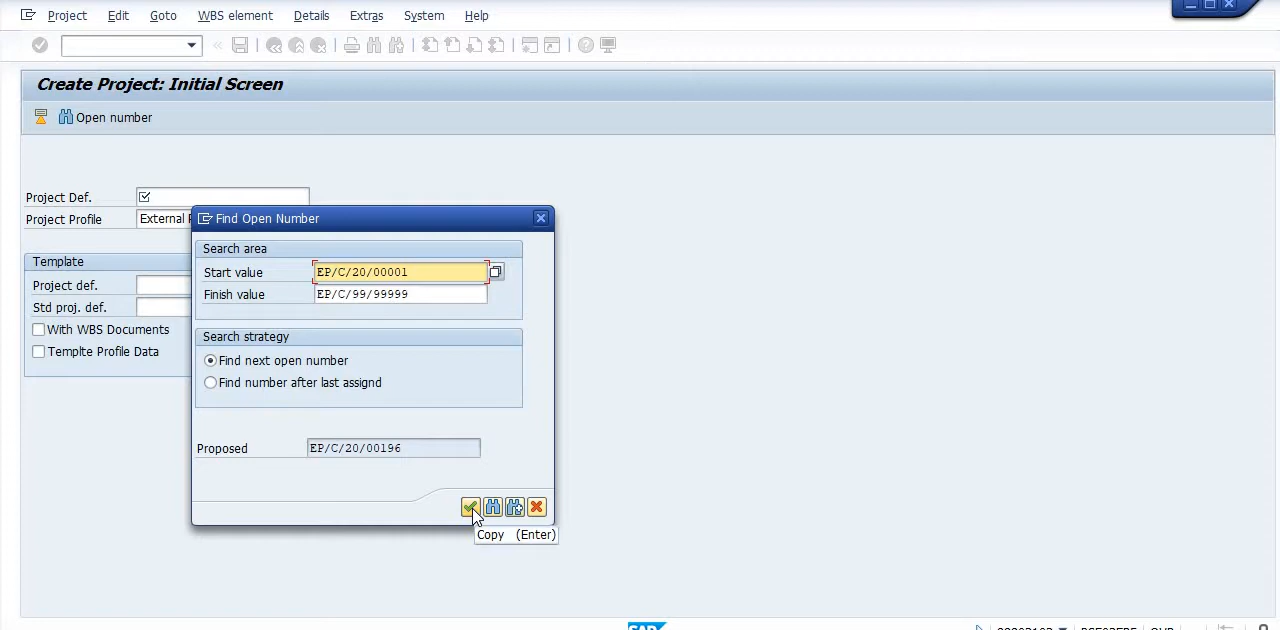 Project Edit Goto WBS element Details Extras System Help
Create Project: Initial Screen
Open number
Project Def.
Project Profile External
Find Open Number
Search area
Start value EP/C/20/00001
Finish value EP/C/99/99999
Search strategy
Find next open number
Find number after last assignd
Proposed EP/C/20/00196
Copy (Enter)
Template
Project def.
Std proj. def.
With WBS Documents
Templte Profile Data
SAP